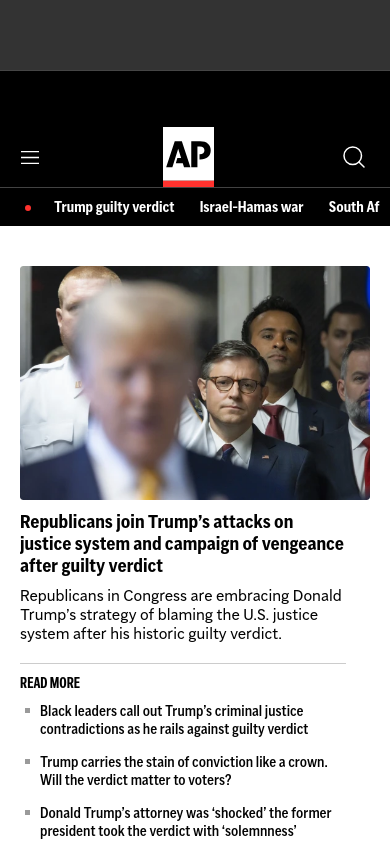 AP
Trump guilty verdict Israel-Hamas war South Af
Republicans join Trump’s attacks on
justice system and campaign of vengeance
after guilty verdict
Republicans in Congress are embracing Donald
Trump’s strategy of blaming the U.S. justice
system after his historic guilty verdict.
READ MORE
Black leaders call out Trump’s criminal justice
contradictions as he rails against guilty verdict
Trump carries the stain of conviction like a crown.
Will the verdict matter to voters?
Donald Trump’s attorney was ‘shocked’ the former
president took the verdict with ‘solemnness’